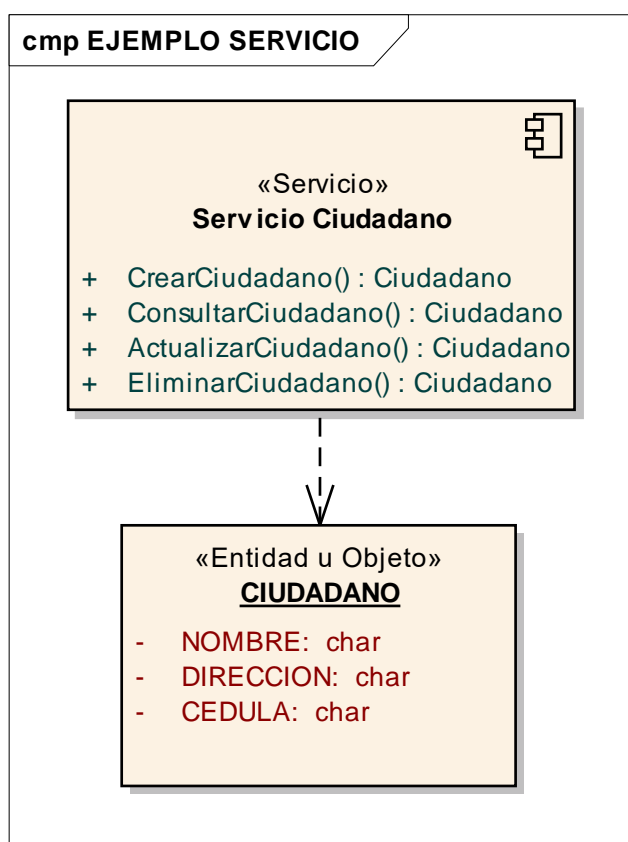 cmp EJEMPLO SERVICIO
«Servicio»
Servicio Ciudadano
+ CrearCiudadano() : Ciudadano
+ ConsultarCiudadano() : Ciudadano
+ ActualizarCiudadano() : Ciudadano
+ EliminarCiudadano() : Ciudadano
«Entidad u Objeto»
CIUDADANO
- NOMBRE: char
- DIRECCION: char
- CEDULA: char